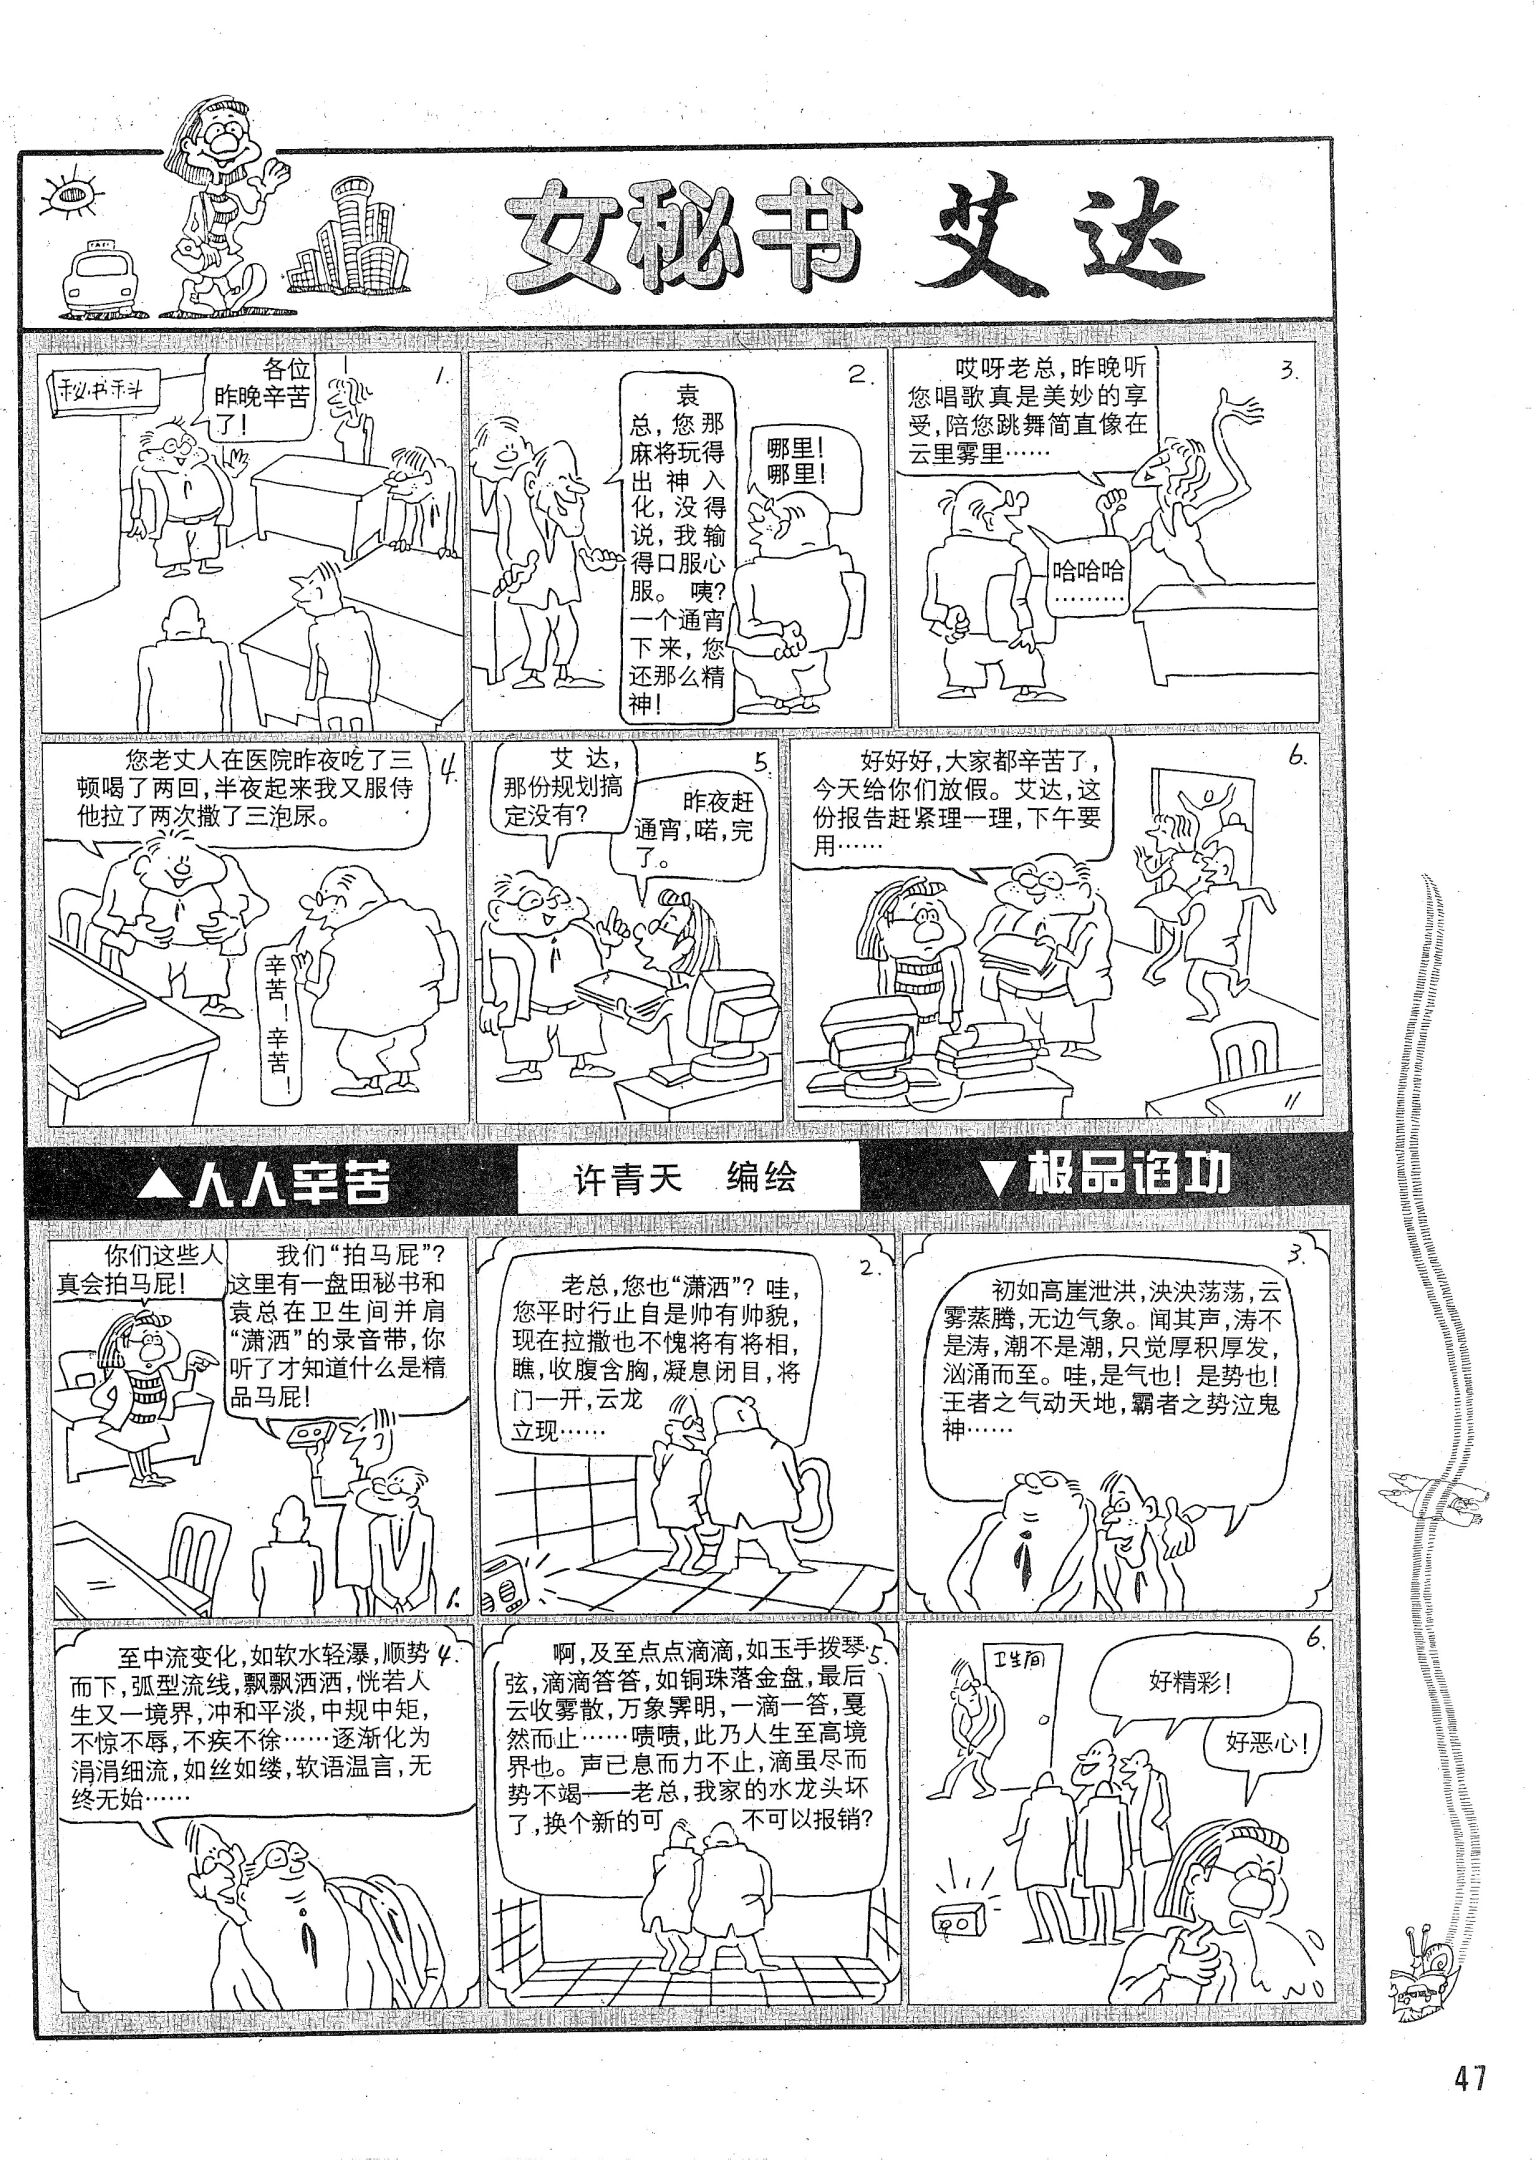 女秘书 艾达
秘书科
1.
各位
昨晚辛苦
了！
2.
袁
总，您那
麻将玩得
出神入
化，没得
说，我输
得口服心
服。咦？
一个通宵
下来，您
还那么精
神！
哪里！
哪里！
3.
哎呀老总，昨晚听
您唱歌真是美妙的享
受，陪您跳舞简直像在
云里雾里……
哈哈哈
………
4.
您老丈人在医院昨夜吃了三
顿喝了两回，半夜起来我又服侍
他拉了两次撒了三泡尿。
辛苦！辛苦！
5.
艾达，
那份规划搞
定没有？
昨夜赶
通宵，喏，完
了。
6.
好好好，大家都辛苦了，
今天给你们放假。艾达，这
份报告赶紧理一理，下午要
用……
▲人人辛苦
许青天 编绘
▼极品谄功
你们这些人
真会拍马屁！
我们“拍马屁”？
这里有一盘田秘书和
袁总在卫生间并肩
“潇洒”的录音带，你
听了才知道什么是精
品马屁！
1.
2.
老总，您也“潇洒”？哇，
您平时行止自是帅有帅貌，
现在拉撒也不愧将有将相，
瞧，收腹含胸，凝息闭目，将
门一开，云龙
立现……
3.
初如高崖泄洪，泱泱荡荡，云
雾蒸腾，无边气象。闻其声，涛不
是涛，潮不是潮，只觉厚积厚发，
汹涌而至。哇，是气也！是势也！
王者之气动天地，霸者之势泣鬼
神……
4.
至中流变化，如软水轻瀑，顺势
而下，弧型流线，飘飘洒洒，恍若人
生又一境界，冲和平淡，中规中矩，
不惊不辱，不疾不徐……逐渐化为
涓涓细流，如丝如缕，软语温言，无
终无始……
5.
啊，及至点点滴滴，如玉手拨琴
弦，滴滴答答，如铜珠落金盘，最后
云收雾散，万象霁明，一滴一答，戛
然而止……啧啧，此乃人生至高境
界也。声已息而力不止，滴虽尽而
势不竭——老总，我家的水龙头坏
了，换个新的可 不可以报销？
6.
卫生间
好精彩！
好恶心！
47